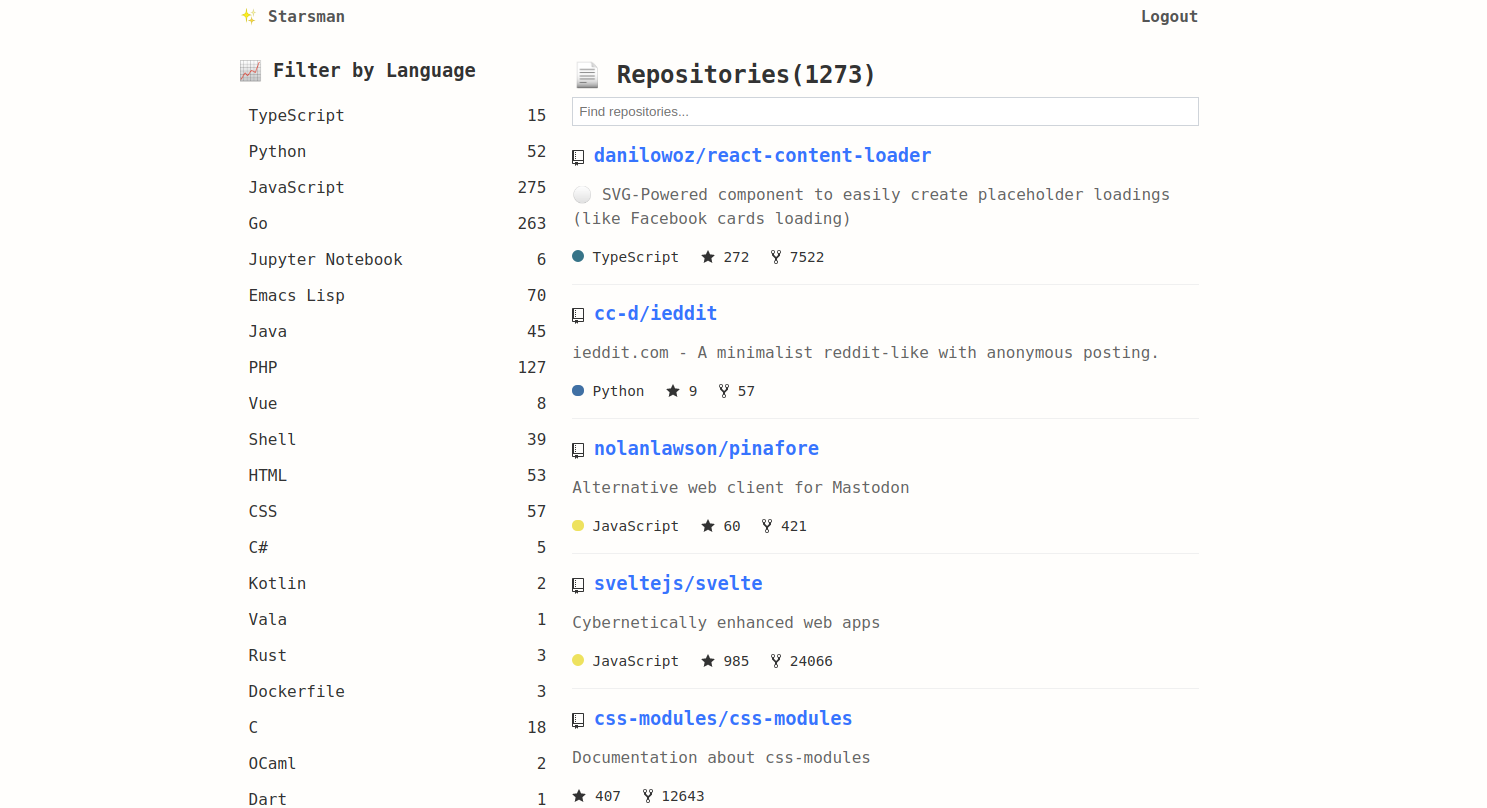 ✨ Starsman
Logout
📈 Filter by Language
TypeScript 15
Python 52
JavaScript 275
Go 263
Jupyter Notebook 6
Emacs Lisp 70
Java 45
PHP 127
Vue 8
Shell 39
HTML 53
CSS 57
C# 5
Kotlin 2
Vala 1
Rust 3
Dockerfile 3
C 18
OCaml 2
Dart 1
📄 Repositories(1273)
Find repositories...
danilowoz/react-content-loader
⚪ SVG-Powered component to easily create placeholder loadings
(like Facebook cards loading)
TypeScript 272 7522
cc-d/ieddit
ieddit.com - A minimalist reddit-like with anonymous posting.
Python 9 57
nolanlawson/pinafore
Alternative web client for Mastodon
JavaScript 60 421
sveltejs/svelte
Cybernetically enhanced web apps
JavaScript 985 24066
css-modules/css-modules
Documentation about css-modules
407 12643